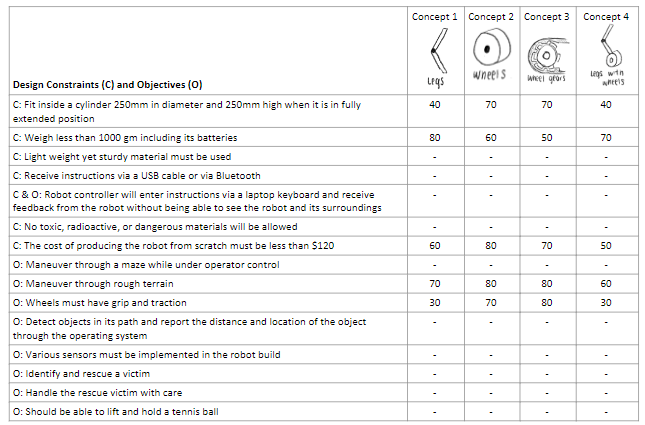 Concept 1 Concept 2 Concept 3 Concept 4
Legs wheels wheel gears legs with
wheels
Design Constraints (C) and Objectives (O)
C: Fit inside a cylinder 250mm in diameter and 250mm high when it is in fully 40 70 70 40
extended position
C: Weigh less than 1000 gm including its batteries 80 60 50 70
C: Light weight yet sturdy material must be used - - - -
C: Receive instructions via a USB cable or via Bluetooth - - - -
C & O: Robot controller will enter instructions via a laptop keyboard and receive - - - -
feedback from the robot without being able to see the robot and its surroundings
C: No toxic, radioactive, or dangerous materials will be allowed - - - -
C: The cost of producing the robot from scratch must be less than $120 60 80 70 50
O: Maneuver through a maze while under operator control - - - -
O: Maneuver through rough terrain 70 80 80 60
O: Wheels must have grip and traction 30 70 80 30
O: Detect objects in its path and report the distance and location of the object - - - -
through the operating system
O: Various sensors must be implemented in the robot build - - - -
O: Identify and rescue a victim - - - -
O: Handle the rescue victim with care - - - -
O: Should be able to lift and hold a tennis ball - - - -